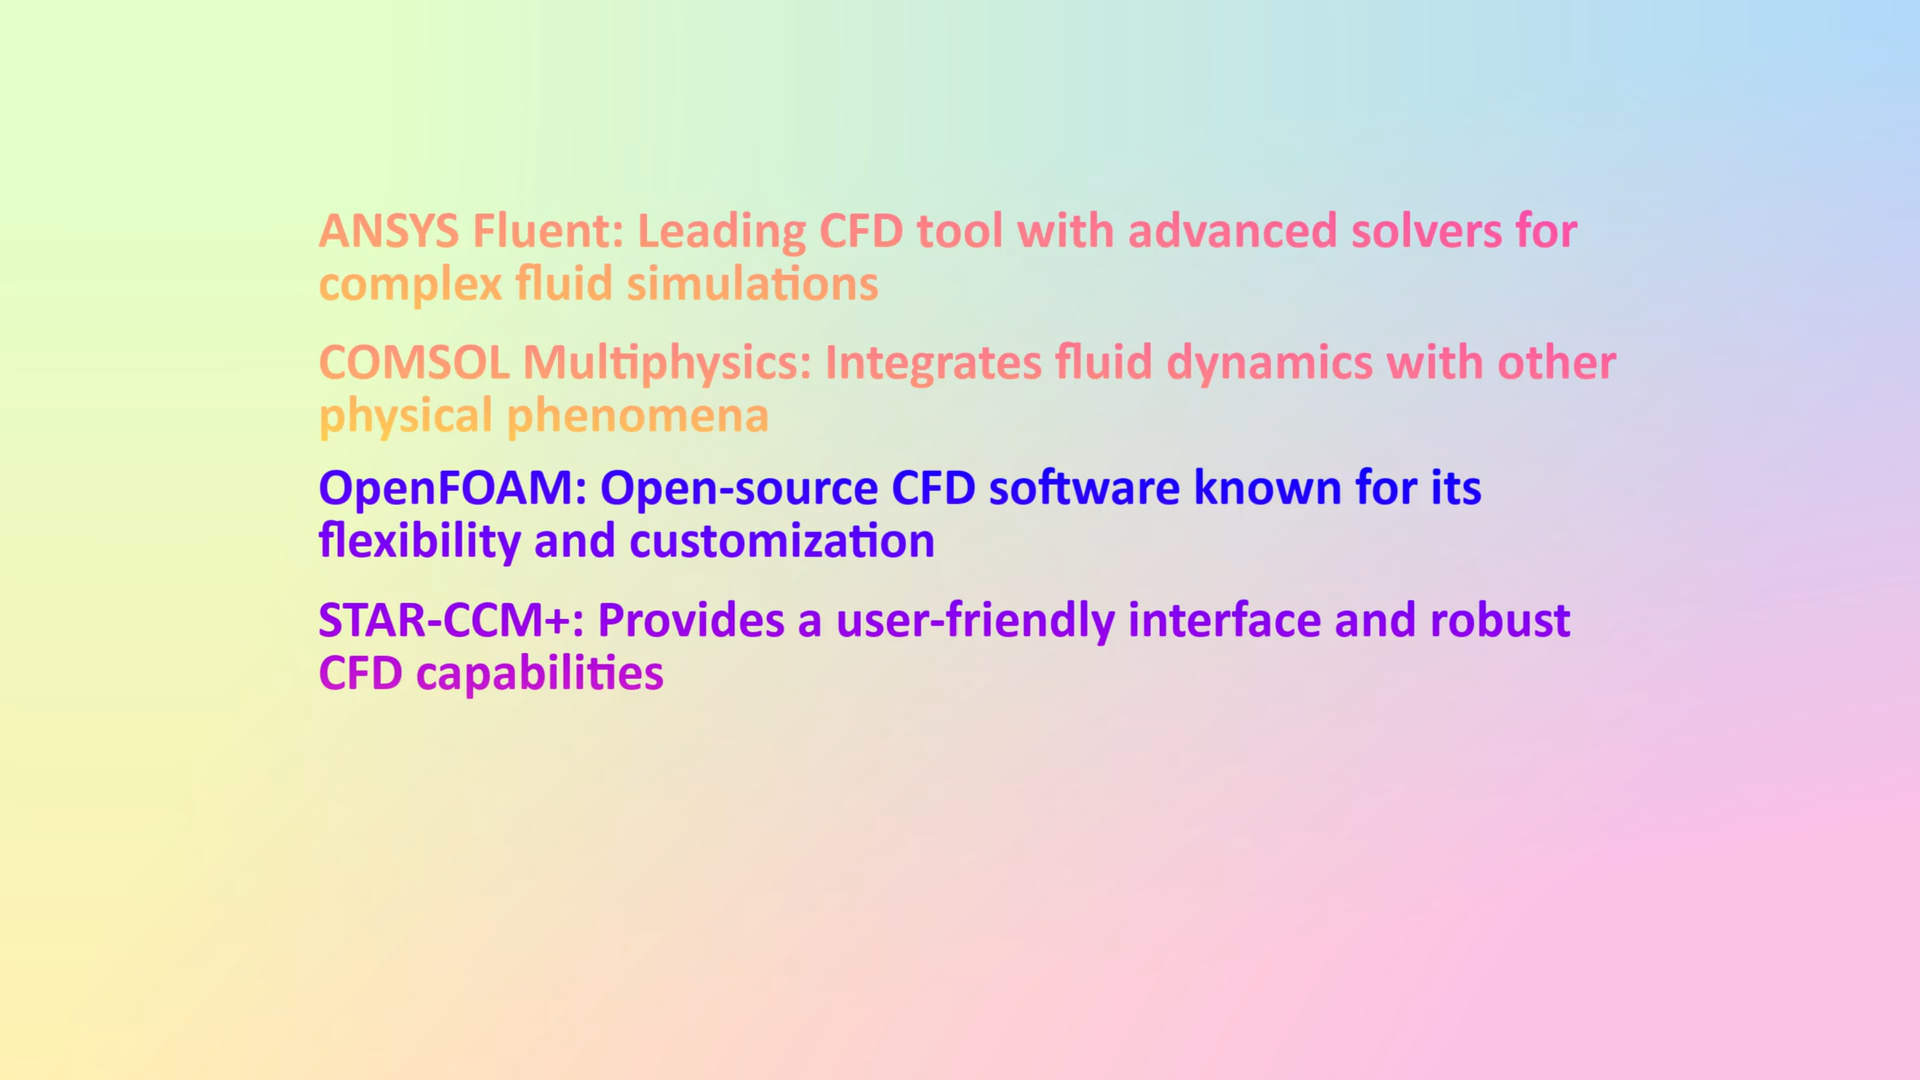 ANSYS Fluent: Leading CFD tool with advanced solvers for
complex fluid simulations
COMSOL Multiphysics: Integrates fluid dynamics with other
physical phenomena
OpenFOAM: Open-source CFD software known for its
flexibility and customization
STAR-CCM+: Provides a user-friendly interface and robust
CFD capabilities